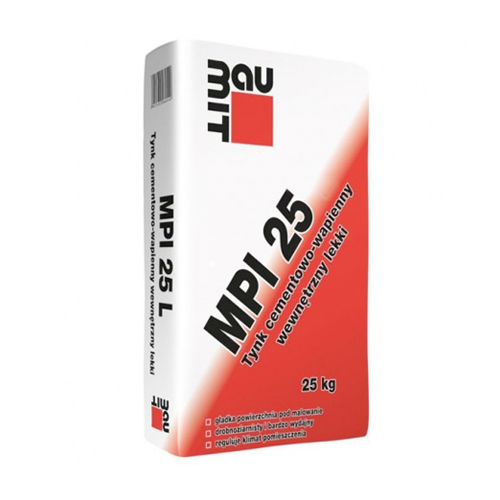 bau
MIT
MPI 25
Tynk cementowo-wapienny
wewnętrzny lekki
25 kg
gładka powierzchnia pod malowanie
drobnoziarnisty i bardzo wydajny
reguluje klimat pomieszczenia
MPI 25 L
Tynk cementowo-wapienny wewnętrzny lekki
bau
MIT